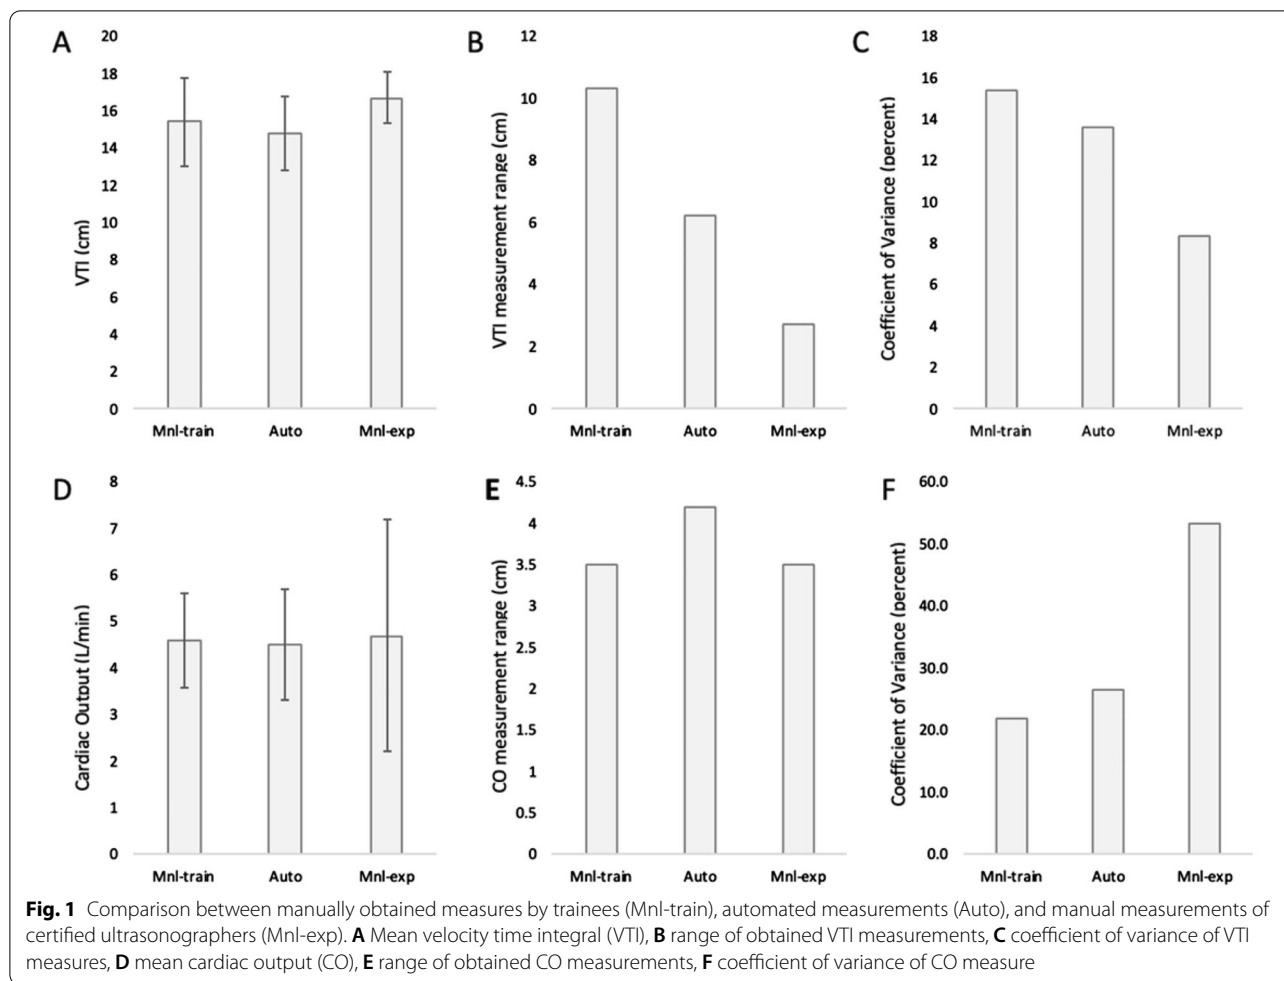 A
VTI (cm)
20
18
16
14
12
10
8
6
4
2
0
Mnl-train Auto Mnl-exp
B
VTI measurement range (cm)
12
10
8
6
4
2
0
Mnl-train Auto Mnl-exp
C
Coefficient of Variance (percent)
18
16
14
12
10
8
6
4
2
0
Mnl-train Auto Mnl-exp
D
Cardiac Output (L/min)
8
7
6
5
4
3
2
1
0
Mnl-train Auto Mnl-exp
E
CO measurement range (cm)
4.5
4
3.5
3
2.5
2
1.5
1
0.5
0
Mnl-train Auto Mnl-exp
F
Coefficient of Variance (percent)
60.0
50.0
40.0
30.0
20.0
10.0
0.0
Mnl-train Auto Mnl-exp
Fig. 1 Comparison between manually obtained measures by trainees (Mnl-train), automated measurements (Auto), and manual measurements of
certified ultrasonographers (Mnl-exp). A Mean velocity time integral (VTI), B range of obtained VTI measurements, C coefficient of variance of VTI
measures, D mean cardiac output (CO), E range of obtained CO measurements, F coefficient of variance of CO measure